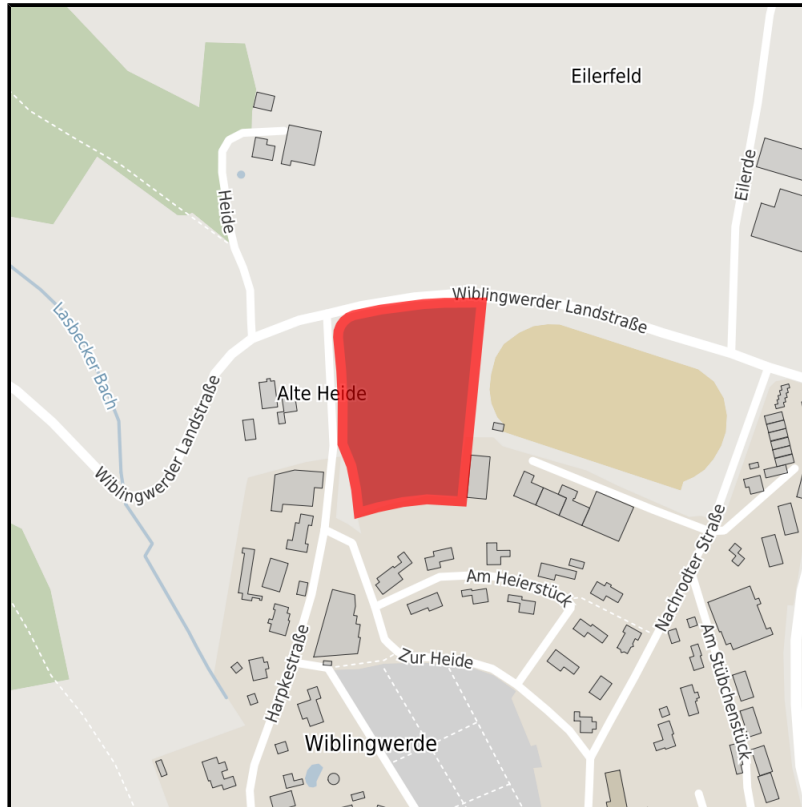 Eilerfeld
Eilerde
Heide
Wiblingwerder Landstraße
Lasbecker Bach
Alte Heide
Wiblingwerder Landstraße
Nachrodter Straße
Am Heierstück
Am Stübchenstück
Zur Heide
Harpkestraße
Wiblingwerde